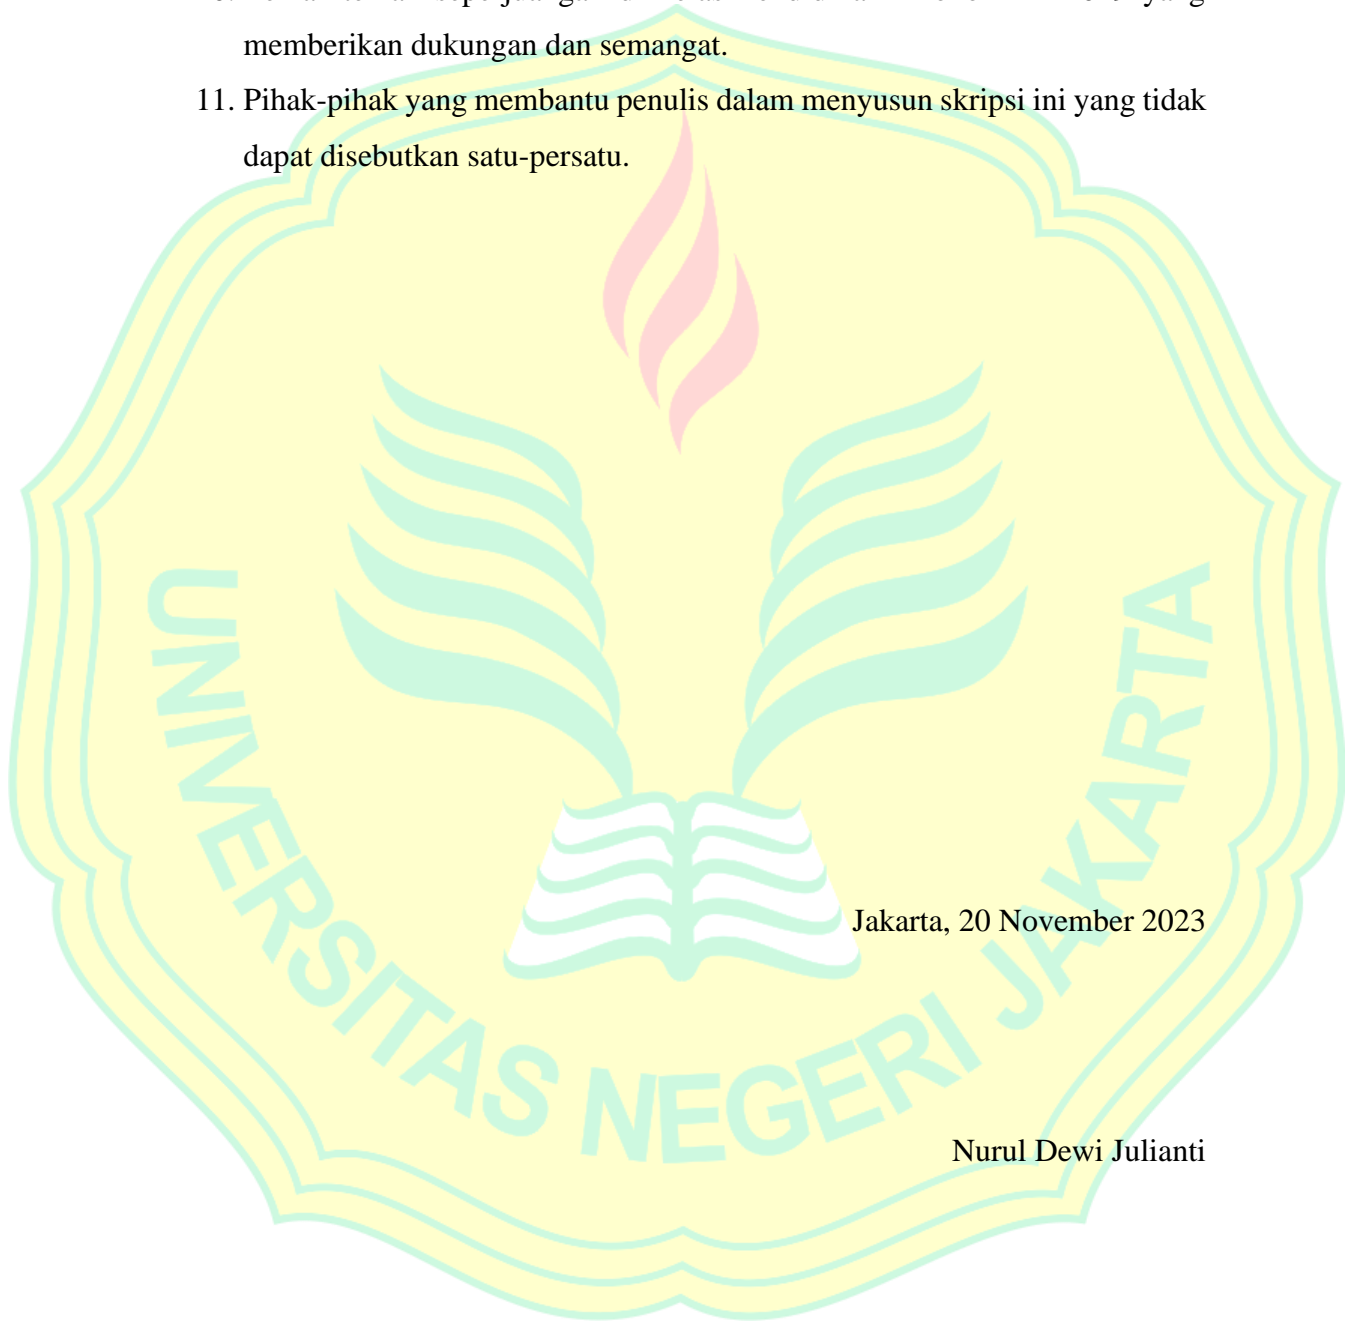 memberikan dukungan dan semangat.
11. Pihak-pihak yang membantu penulis dalam menyusun skripsi ini yang tidak
dapat disebutkan satu-persatu.
Jakarta, 20 November 2023
Nurul Dewi Julianti
UNIVERSITAS NEGERI JAKARTA